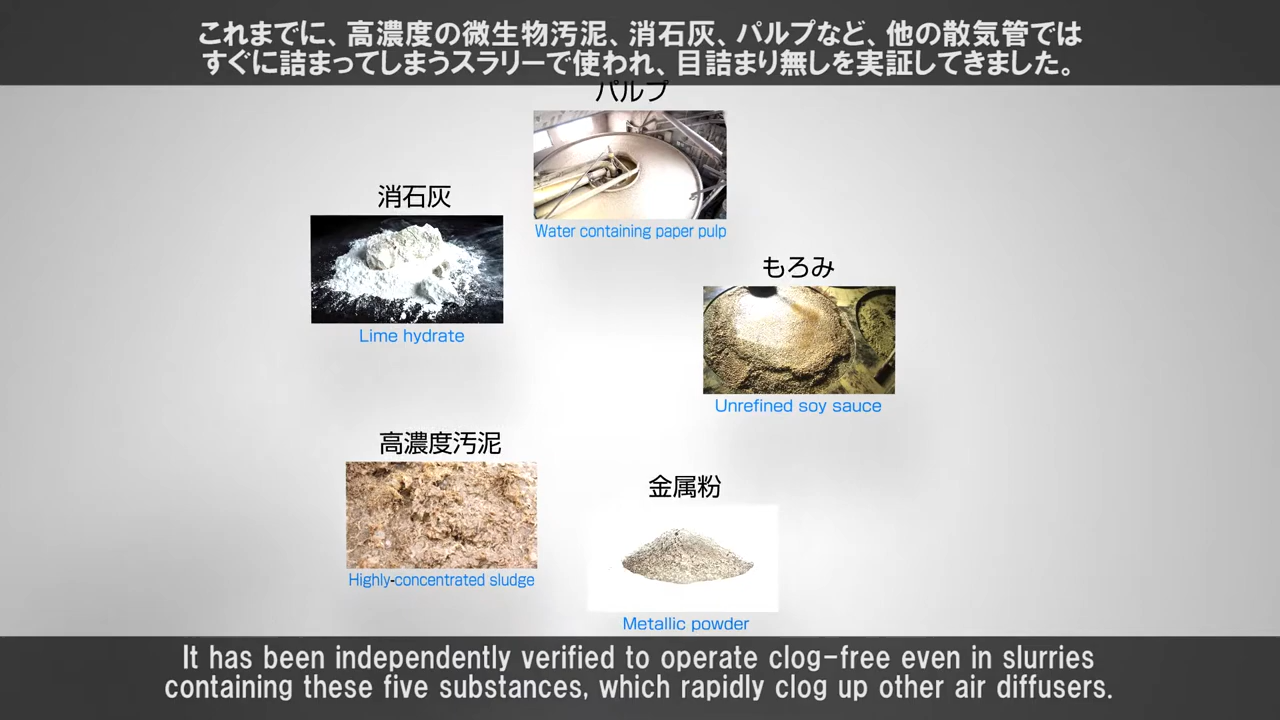 これまでに、高濃度の微生物汚泥、消石灰、パルプなど、他の散気管では
すぐに詰まってしまうスラリーで使われ、目詰まり無しを実証してきました。
パルプ
Water containing paper pulp
消石灰
Lime hydrate
もろみ
Unrefined soy sauce
高濃度汚泥
Highly-concentrated sludge
金属粉
Metallic powder
It has been independently verified to operate clog-free even in slurries
containing these five substances, which rapidly clog up other air diffusers.